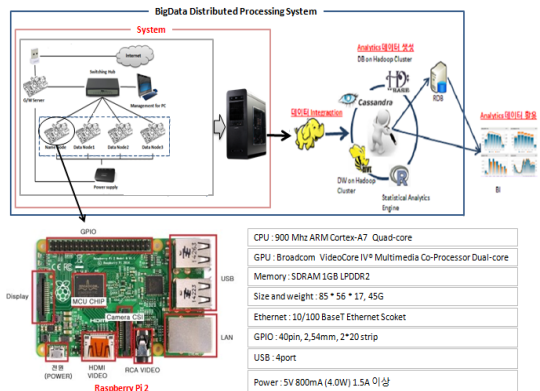 BigData Distributed Processing System
System
Internet
Switching Hub
G/W Server
Management for PC
Name Node
Data Node1
Data Node2
Data Node3
Power supply
데이터 Integraction
Analytics데이터 생성
DB on Hadoop Cluster
HBASE
Cassandra
RDB
HIVE
DW on Hadoop
Cluster
R
Statistical Analytics
Engine
Analytics데이터 활용
BI
GPIO
USB
Display
MCU CHIP
Camera CSI
LAN
전원
(POWER)
HDMI
VIDEO
RCA VIDEO
Raspberry Pi 2
CPU : 900 Mhz ARM Cortex-A7 Quad-core
GPU : Broadcom VideoCore IV® Multimedia Co-Processor Dual-core
Memory : SDRAM 1GB LPDDR2
Size and weight : 85 * 56 * 17, 45G
Ethernet : 10/100 BaseT Ethernet Scoket
GPIO : 40pin, 2,54mm, 2*20 strip
USB : 4port
Power : 5V 800mA (4.0W) 1.5A 이상